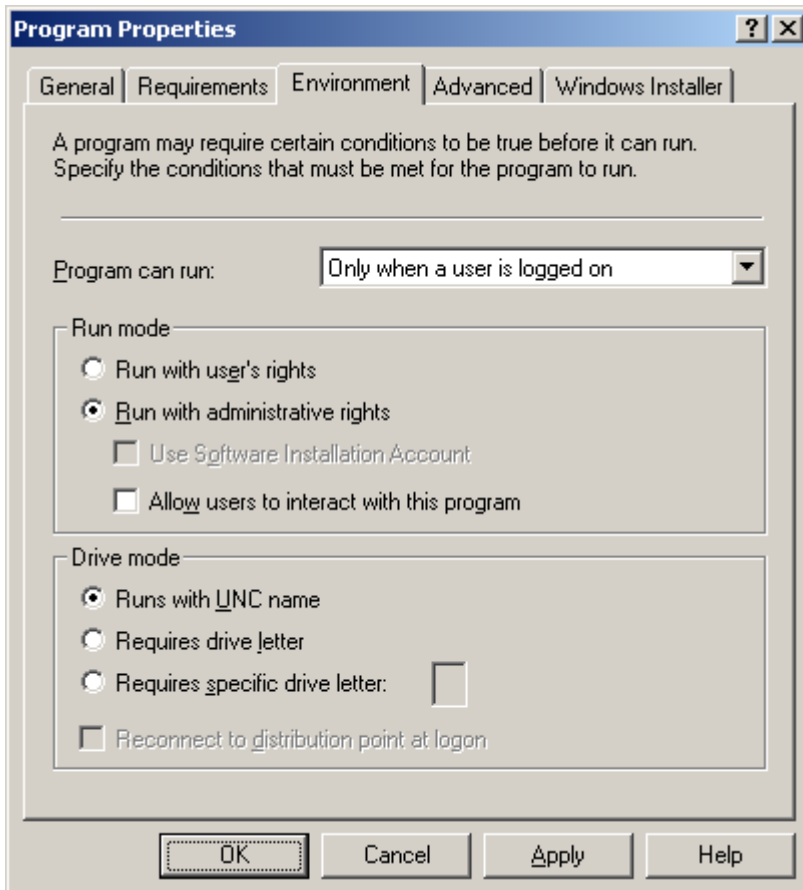 Program Properties
General Requirements Environment Advanced Windows Installer
A program may require certain conditions to be true before it can run.
Specify the conditions that must be met for the program to run.
Program can run: Only when a user is logged on
Run mode
Run with user's rights
Run with administrative rights
Use Software Installation Account
Allow users to interact with this program
Drive mode
Runs with UNC name
Requires drive letter
Requires specific drive letter:
Reconnect to distribution point at logon
OK Cancel Apply Help